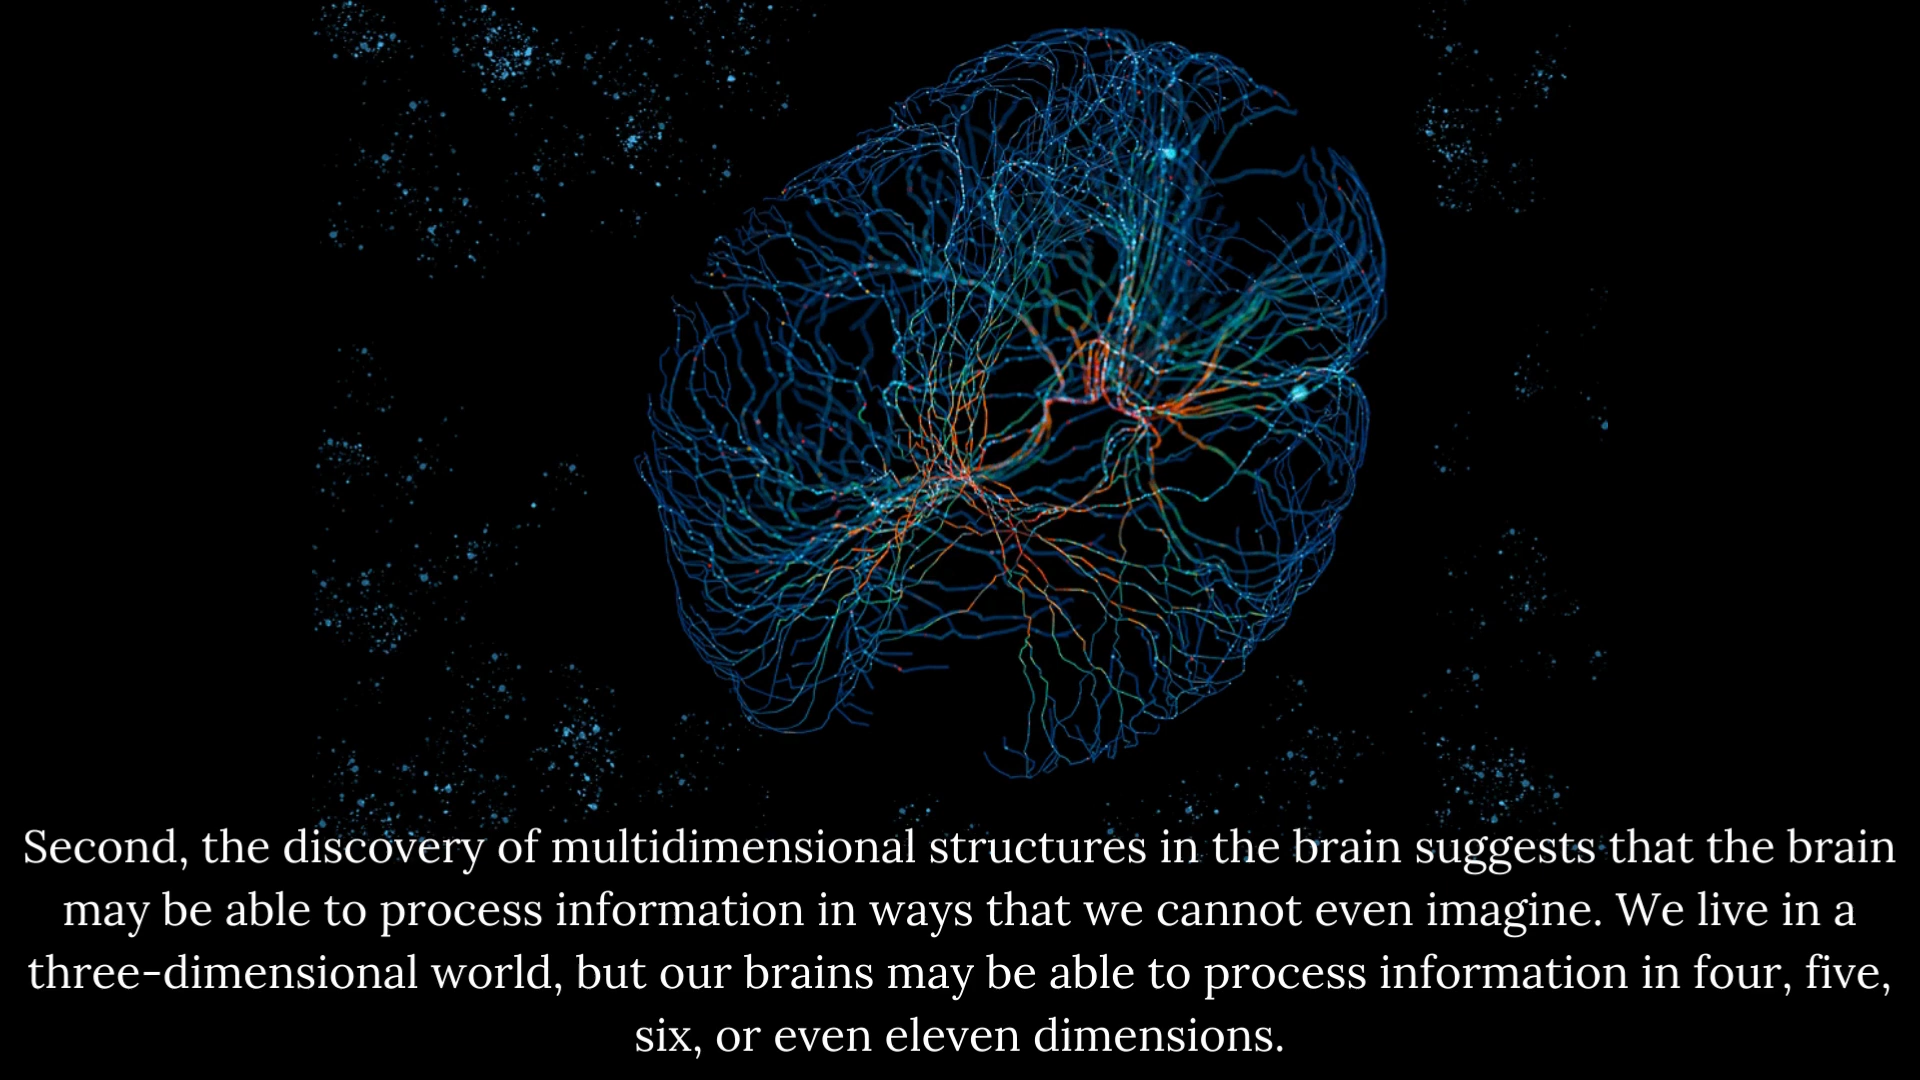 Second, the discovery of multidimensional structures in the brain suggests that the brain
may be able to process information in ways that we cannot even imagine. We live in a
three-dimensional world, but our brains may be able to process information in four, five,
six, or even eleven dimensions.